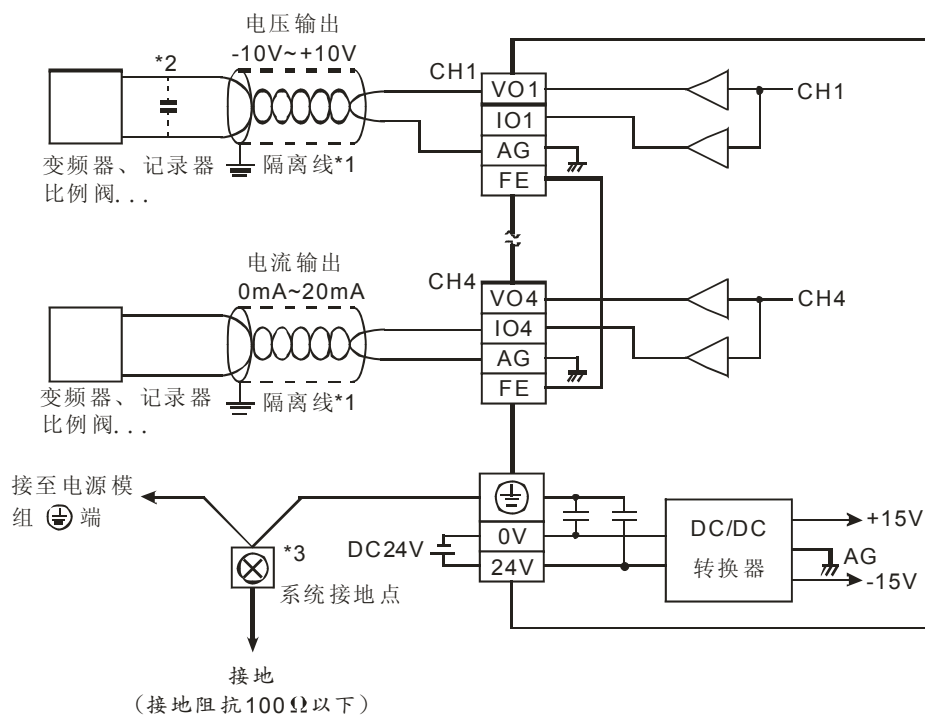 电压输出
-10V~+10V
*2
CH1
VO1
IO1
AG
FE
CH1
隔离线*1
变频器、记录器
比例阀...
电流输出
0mA~20mA
CH4
VO4
IO4
AG
FE
CH4
隔离线*1
变频器、记录器
比例阀...
接至电源模
组 端
*3
系统接地点
接地
(接地阻抗100Ω以下)
DC24V
0V
24V
DC/DC
转换器
+15V
AG
-15V